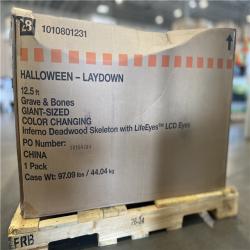 28
1010801231
HALLOWEEN – LAYDOWN
12.5 ft
Grave & Bones
GIANT-SIZED
COLOR CHANGING
Inferno Deadwood Skeleton with LifeEyes™ LCD Eyes
PO Number:
CHINA
1 Pack
Case Wt: 97.09 lbs / 44.04 kg
FRB